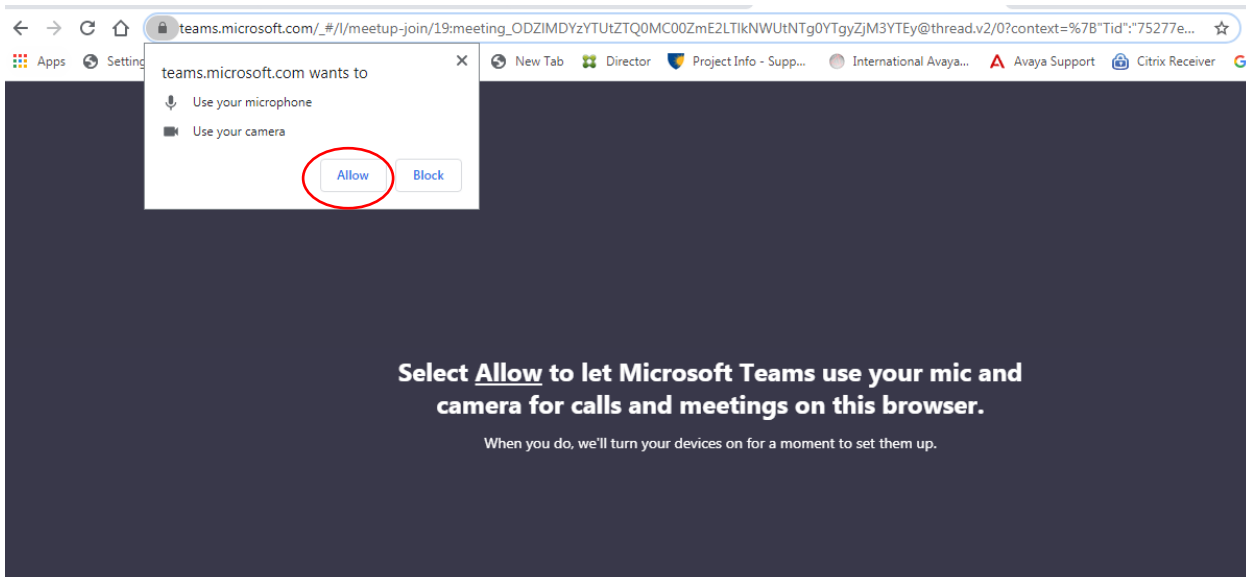 teams.microsoft.com/_#/l/meetup-join/19:meeting_ODZlMDYzYTUtZTQ0MC00ZmE2LTlkNWUtNTg0YTgyZjM3YTEy@thread.v2/0?context=%7B"Tid":"75277e...
Apps Setting New Tab Director Project Info - Supp... International Avaya... Avaya Support Citrix Receiver G
teams.microsoft.com wants to
Use your microphone
Use your camera
Allow Block
Select Allow to let Microsoft Teams use your mic and
camera for calls and meetings on this browser.
When you do, we'll turn your devices on for a moment to set them up.